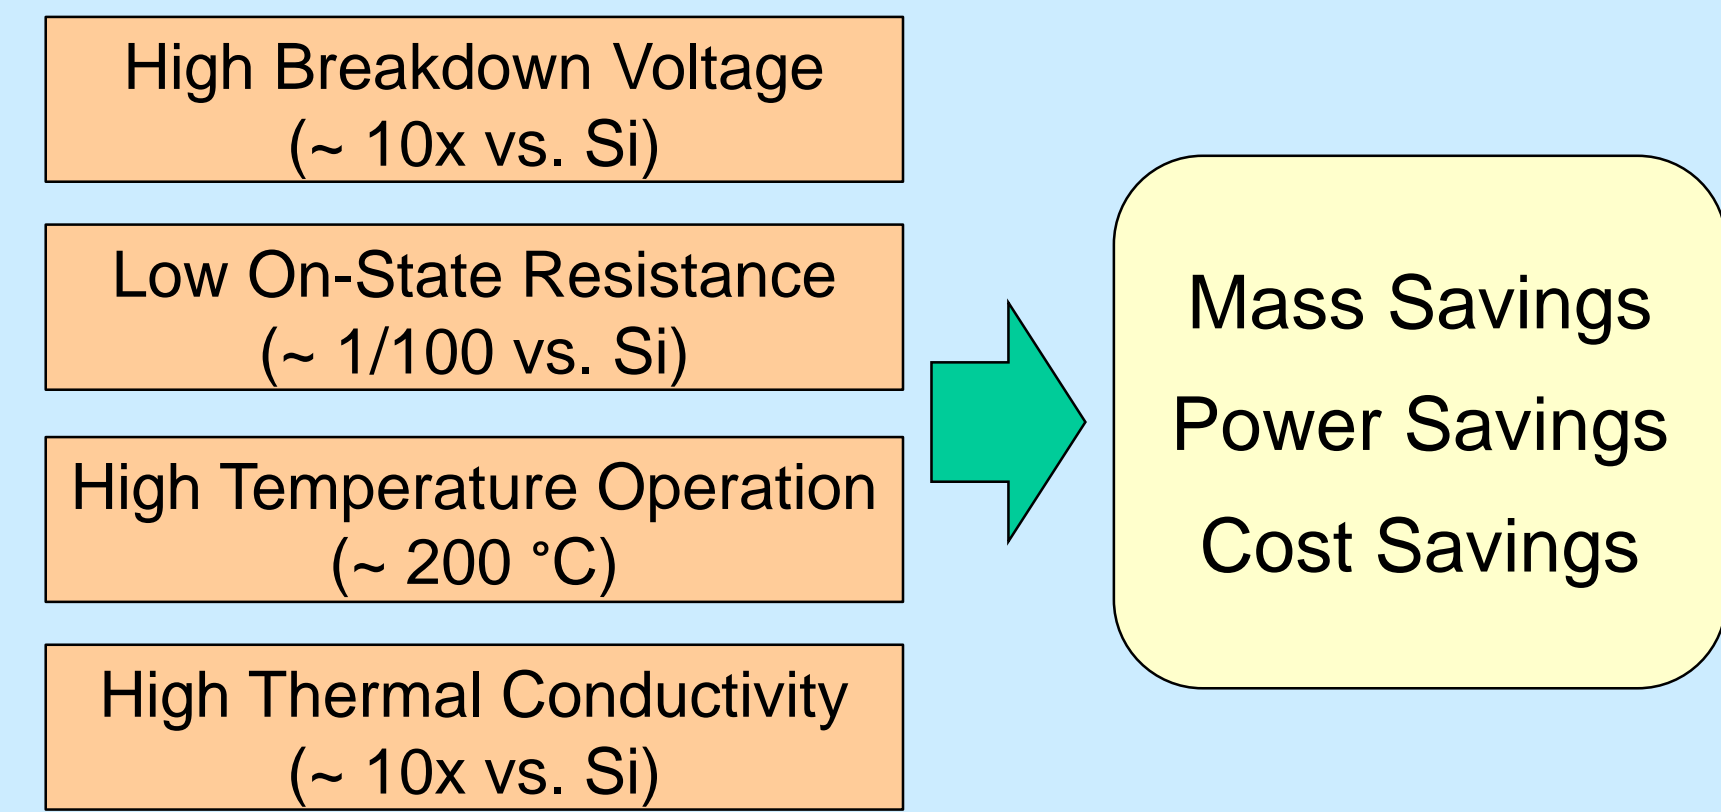 High Breakdown Voltage
(~ 10x vs. Si)
Low On-State Resistance
(~ 1/100 vs. Si)
High Temperature Operation
(~ 200 °C)
High Thermal Conductivity
(~ 10x vs. Si)
Mass Savings
Power Savings
Cost Savings